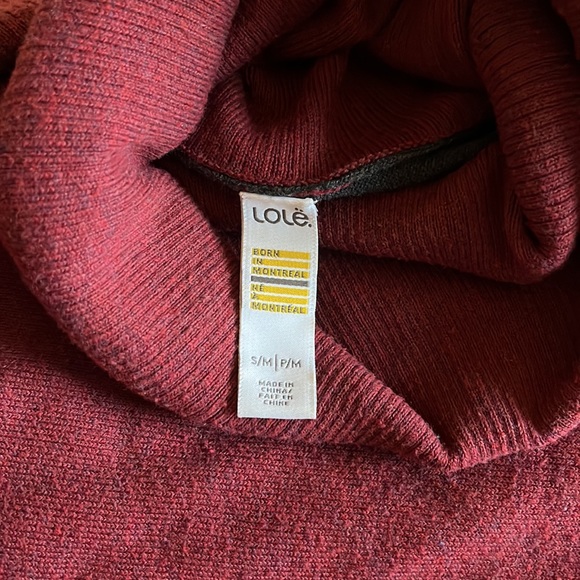 LOLË.
BORN
IN
MONTREAL
NÉ
À
MONTRÉAL
S/M | P/M
MADE IN
CHINA/
FAIT EN
CHINE